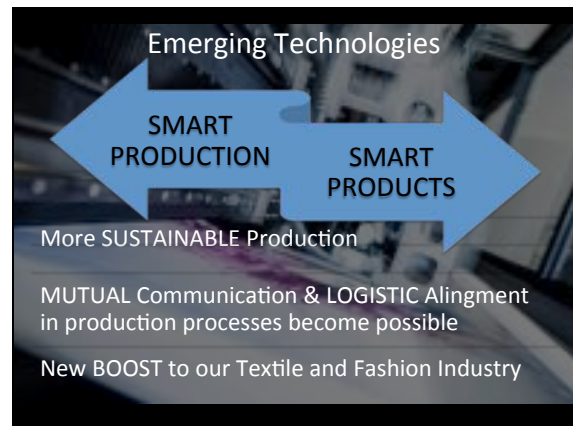 Emerging Technologies
SMART
PRODUCTION
SMART
PRODUCTS
More SUSTAINABLE Production
MUTUAL Communication & LOGISTIC Alingment
in production processes become possible
New BOOST to our Textile and Fashion Industry